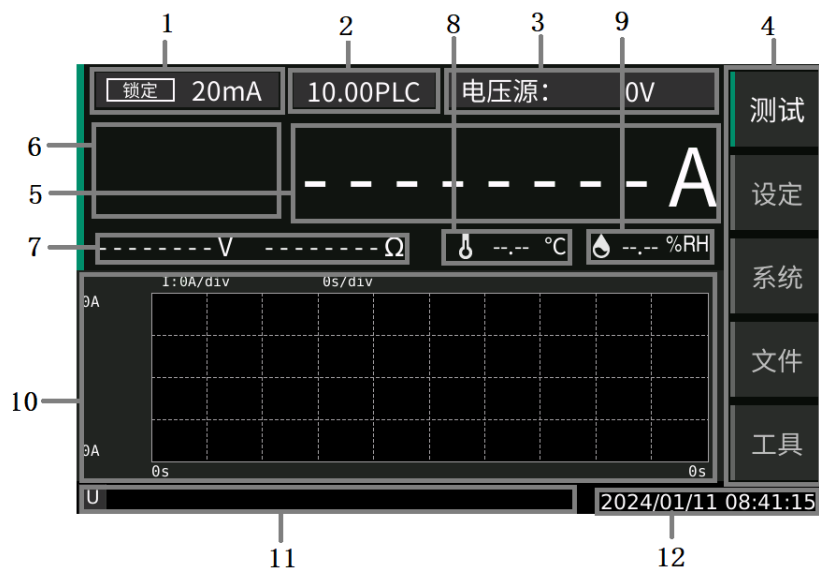 1 2 8 3 9 4
锁定 20mA 10.00PLC 电压源: 0V 测试
6
5 - - - - - - - - A 设定
7 - - - - - - - - V - - - - - - - - Ω --.-- °C --.-- %RH
系统
I:0A/div 0s/div
0A
文件
10
工具
0A
0s 0s
U 2024/01/11 08:41:15
11 12